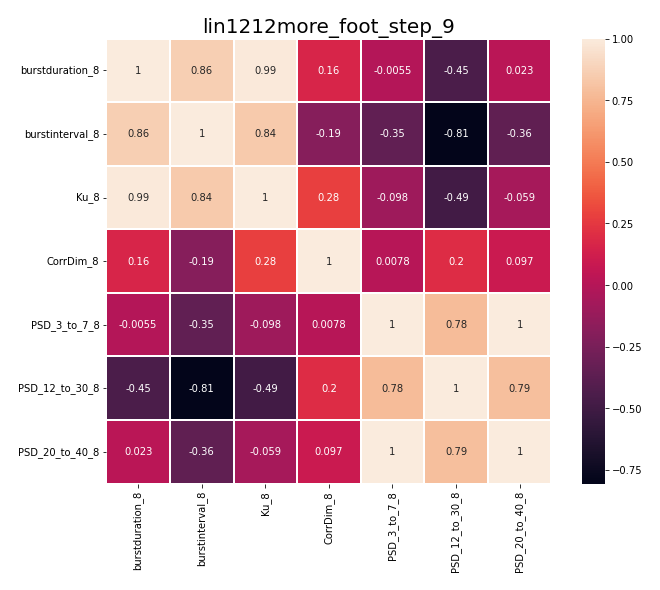 lin1212more_foot_step_9
burstduration_8 1 0.86 0.99 0.16 -0.0055 -0.45 0.023
burstinterval_8 0.86 1 0.84 -0.19 -0.35 -0.81 -0.36
Ku_8 0.99 0.84 1 0.28 -0.098 -0.49 -0.059
CorrDim_8 0.16 -0.19 0.28 1 0.0078 0.2 0.097
PSD_3_to_7_8 -0.0055 -0.35 -0.098 0.0078 1 0.78 1
PSD_12_to_30_8 -0.45 -0.81 -0.49 0.2 0.78 1 0.79
PSD_20_to_40_8 0.023 -0.36 -0.059 0.097 1 0.79 1
burstduration_8
burstinterval_8
Ku_8
CorrDim_8
PSD_3_to_7_8
PSD_12_to_30_8
PSD_20_to_40_8
1.00
0.75
0.50
0.25
0.00
−0.25
−0.50
−0.75